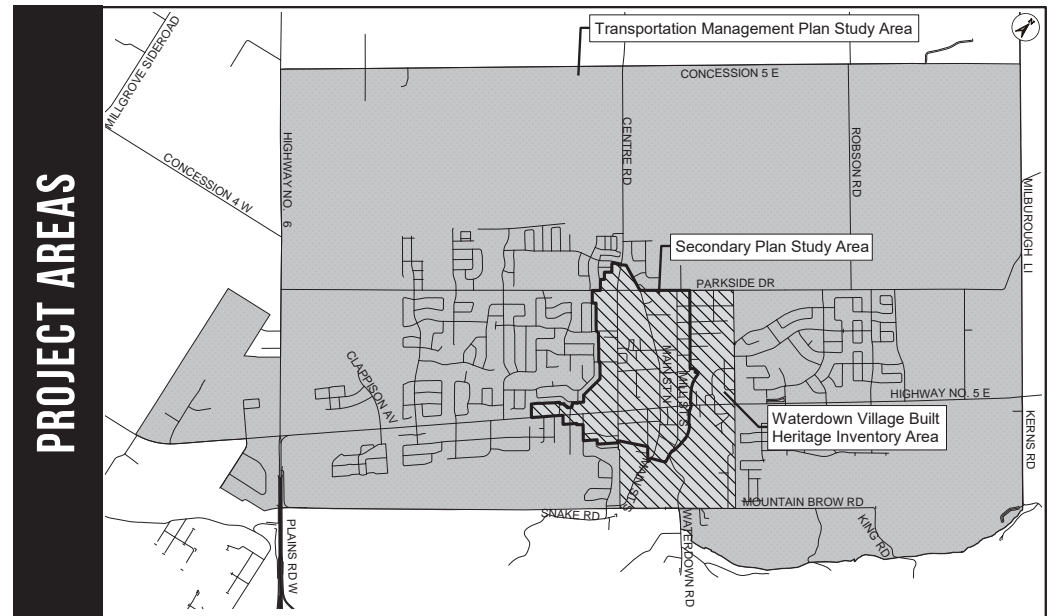 PROJECT AREAS
Transportation Management Plan Study Area
MILLGROVE SIDEROAD
CONCESSION 5 E
CONCESSION 4 W
HIGHWAY NO. 6
CENTRE RD
ROBSON RD
MILBOROUGH LI
Secondary Plan Study Area
PARKSIDE DR
CLAPPISON AV
MAIN ST N
MILL ST S
HIGHWAY NO. 5 E
Waterdown Village Built
Heritage Inventory Area
KERNS RD
MAIN ST S
MOUNTAIN BROW RD
SNAKE RD
PLAINS RD W
WATERDOWN RD
KING RD